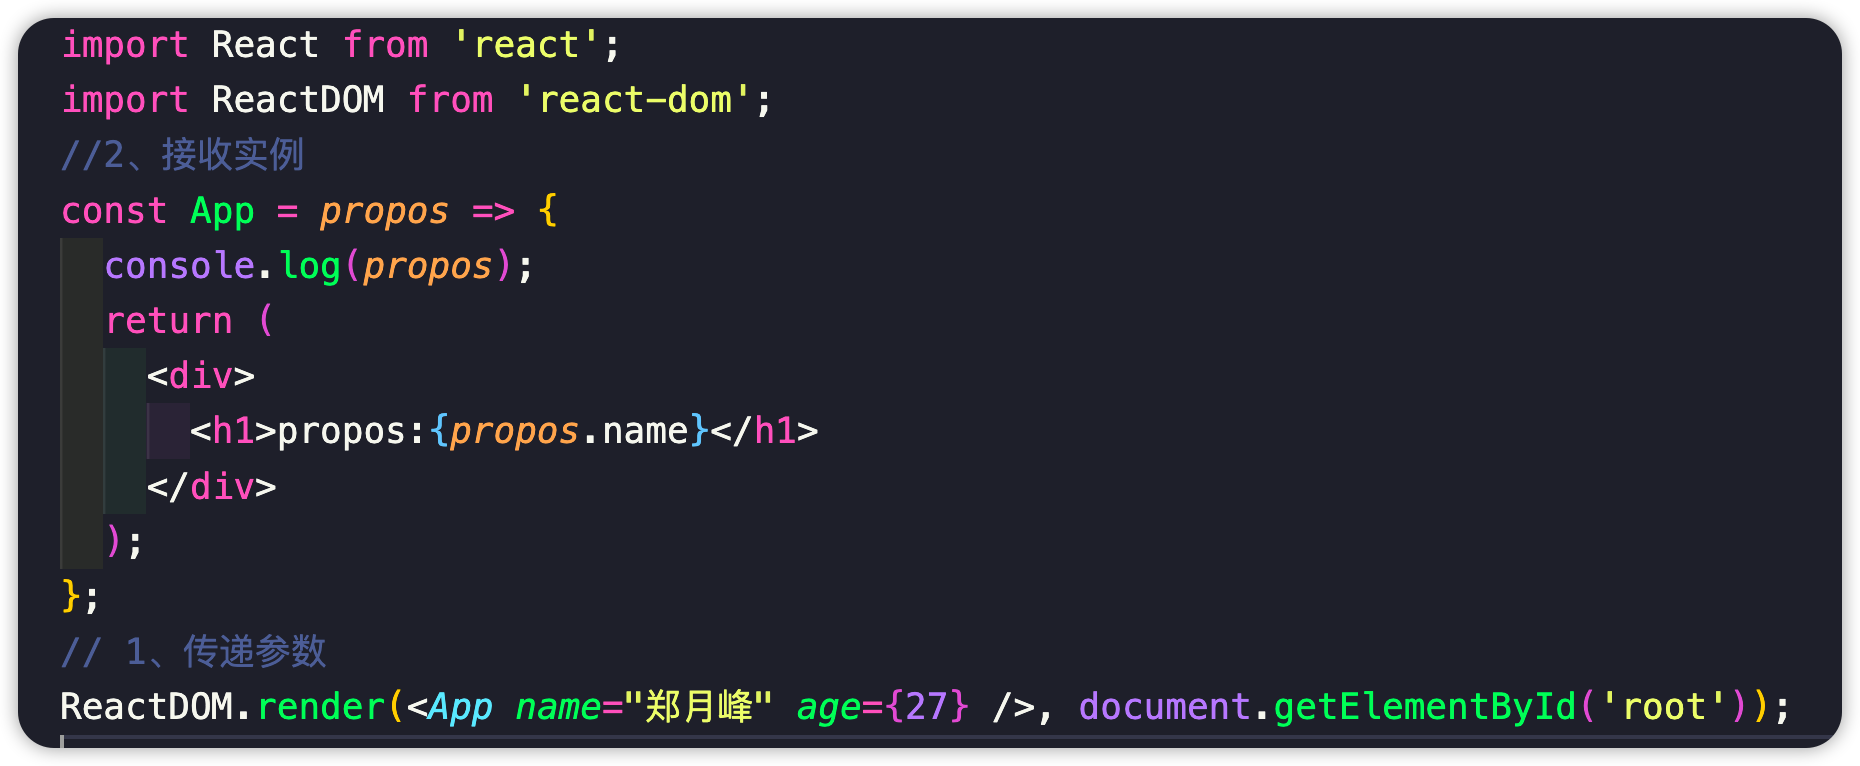 import React from 'react';
import ReactDOM from 'react-dom';
//2、接收实例
const App = propos => {
  console.log(propos);
  return (
    <div>
      <h1>propos:{propos.name}</h1>
    </div>
  );
};
// 1、传递参数
ReactDOM.render(<App name="郑月峰" age={27} />, document.getElementById('root'));